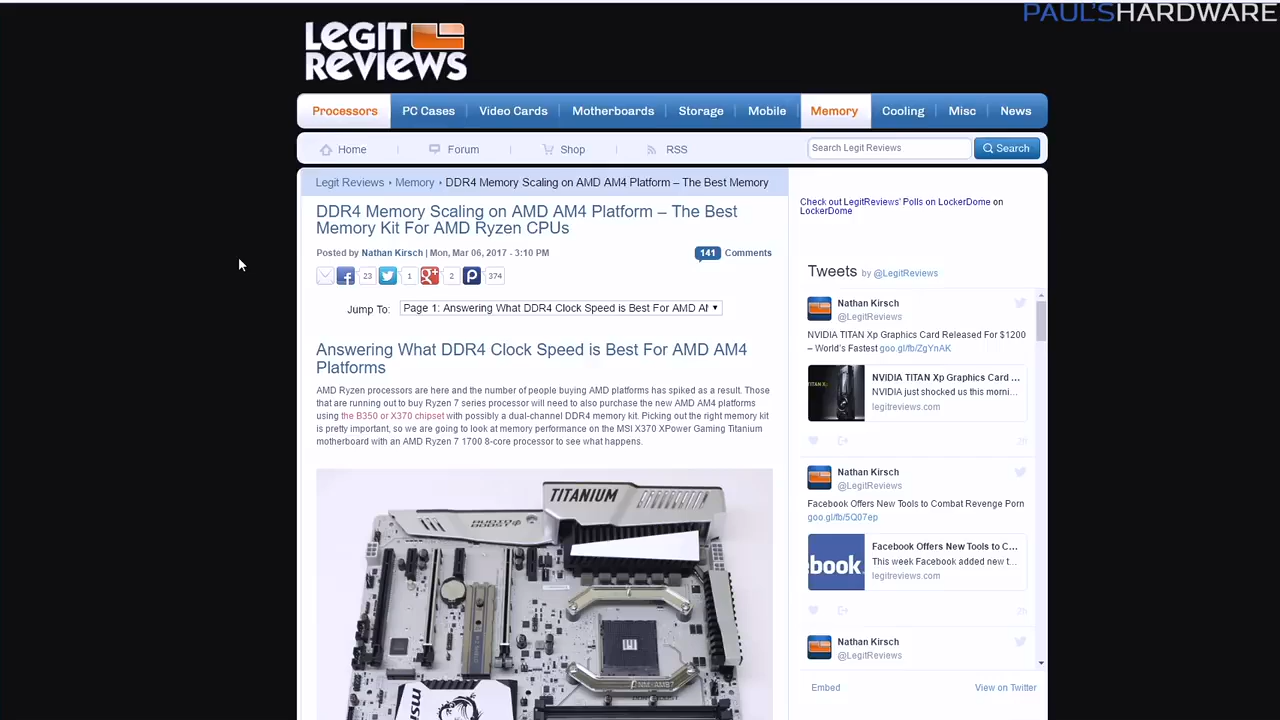 PAUL'SHARDWARE
LEGIT
REVIEWS
Processors PC Cases Video Cards Motherboards Storage Mobile Memory Cooling Misc News
Home Forum Shop RSS Search Legit Reviews Search
Legit Reviews • Memory • DDR4 Memory Scaling on AMD AM4 Platform – The Best Memory
DDR4 Memory Scaling on AMD AM4 Platform – The Best
Memory Kit For AMD Ryzen CPUs
Posted by Nathan Kirsch | Mon, Mar 06, 2017 - 3:10 PM 141 Comments
23 1 2 374
Jump To: Page 1: Answering What DDR4 Clock Speed is Best For AMD AM
Answering What DDR4 Clock Speed is Best For AMD AM4
Platforms
AMD Ryzen processors are here and the number of people buying AMD platforms has spiked as a result. Those
that are running out to buy Ryzen 7 series processor will need to also purchase the new AMD AM4 platforms
using the B350 or X370 chipset with possibly a dual-channel DDR4 memory kit. Picking out the right memory kit
is pretty important, so we are going to look at memory performance on the MSI X370 XPower Gaming Titanium
motherboard with an AMD Ryzen 7 1700 8-core processor to see what happens.
TITANIUM
AUDIO
BOOST
msi
Check out LegitReviews' Polls on LockerDome on
LockerDome
Tweets by @LegitReviews
Nathan Kirsch
@LegitReviews
NVIDIA TITAN Xp Graphics Card Released For $1200
– World's Fastest goo.gl/fb/ZgYnAK
NVIDIA TITAN Xp Graphics Card ...
NVIDIA just shocked us this morni...
legitreviews.com
2h
Nathan Kirsch
@LegitReviews
Facebook Offers New Tools to Combat Revenge Porn
goo.gl/fb/5Q07ep
book.
Facebook Offers New Tools to C...
This week Facebook added new t...
legitreviews.com
2h
Nathan Kirsch
@LegitReviews
Embed View on Twitter